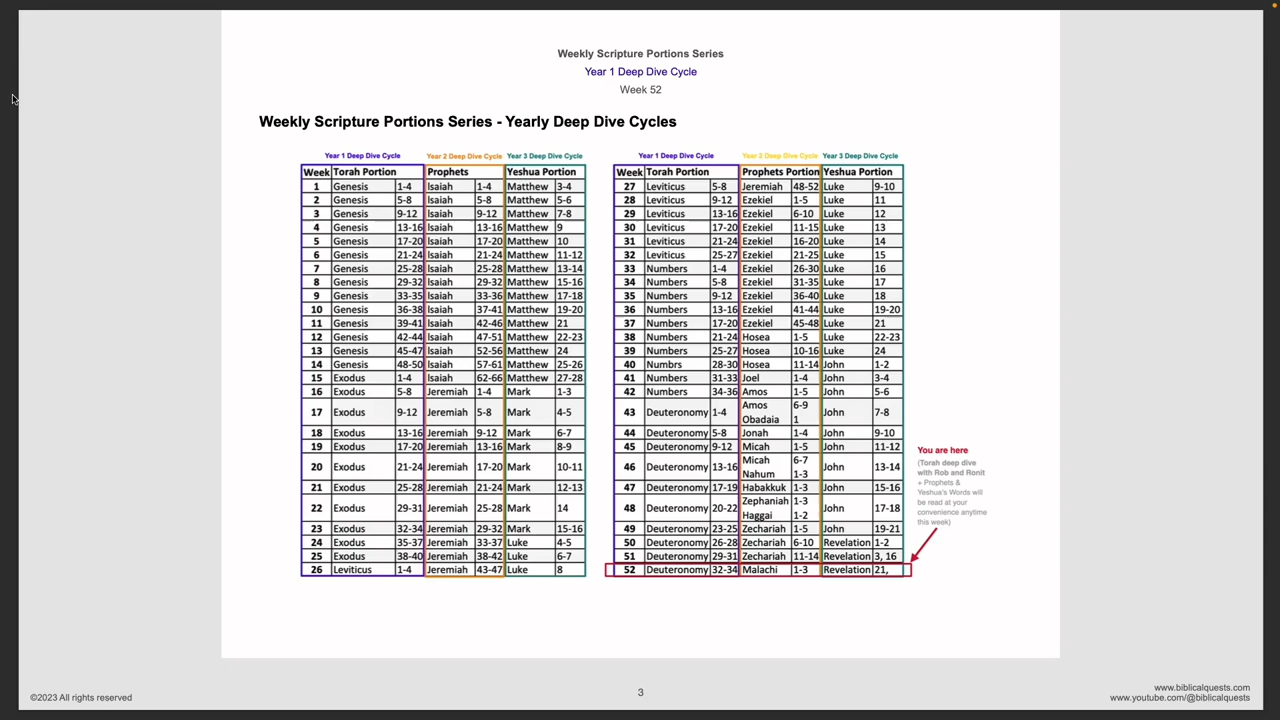 Weekly Scripture Portions Series
Year 1 Deep Dive Cycle
Week 52
Weekly Scripture Portions Series - Yearly Deep Dive Cycles
Year 1 Deep Dive Cycle Year 2 Deep Dive Cycle Year 3 Deep Dive Cycle
Week Torah Portion Prophets Yeshua Portion
1 Genesis 1-4 Isaiah 1-4 Matthew 3-4
2 Genesis 5-8 Isaiah 5-8 Matthew 5-6
3 Genesis 9-12 Isaiah 9-12 Matthew 7-8
4 Genesis 13-16 Isaiah 13-16 Matthew 9
5 Genesis 17-20 Isaiah 17-20 Matthew 10
6 Genesis 21-24 Isaiah 21-24 Matthew 11-12
7 Genesis 25-28 Isaiah 25-28 Matthew 13-14
8 Genesis 29-32 Isaiah 29-32 Matthew 15-16
9 Genesis 33-35 Isaiah 33-36 Matthew 17-18
10 Genesis 36-38 Isaiah 37-41 Matthew 19-20
11 Genesis 39-41 Isaiah 42-46 Matthew 21
12 Genesis 42-44 Isaiah 47-51 Matthew 22-23
13 Genesis 45-47 Isaiah 52-56 Matthew 24
14 Genesis 48-50 Isaiah 57-61 Matthew 25-26
15 Exodus 1-4 Isaiah 62-66 Matthew 27-28
16 Exodus 5-8 Jeremiah 1-4 Mark 1-3
17 Exodus 9-12 Jeremiah 5-8 Mark 4-5
18 Exodus 13-16 Jeremiah 9-12 Mark 6-7
19 Exodus 17-20 Jeremiah 13-16 Mark 8-9
20 Exodus 21-24 Jeremiah 17-20 Mark 10-11
21 Exodus 25-28 Jeremiah 21-24 Mark 12-13
22 Exodus 29-31 Jeremiah 25-28 Mark 14
23 Exodus 32-34 Jeremiah 29-32 Mark 15-16
24 Exodus 35-37 Jeremiah 33-37 Luke 4-5
25 Exodus 38-40 Jeremiah 38-42 Luke 6-7
26 Leviticus 1-4 Jeremiah 43-47 Luke 8
Year 1 Deep Dive Cycle Year 2 Deep Dive Cycle Year 3 Deep Dive Cycle
Week Torah Portion Prophets Portion Yeshua Portion
27 Leviticus 5-8 Jeremiah 48-52 Luke 9-10
28 Leviticus 9-12 Ezekiel 1-5 Luke 11
29 Leviticus 13-16 Ezekiel 6-10 Luke 12
30 Leviticus 17-20 Ezekiel 11-15 Luke 13
31 Leviticus 21-24 Ezekiel 16-20 Luke 14
32 Leviticus 25-27 Ezekiel 21-25 Luke 15
33 Numbers 1-4 Ezekiel 26-30 Luke 16
34 Numbers 5-8 Ezekiel 31-35 Luke 17
35 Numbers 9-12 Ezekiel 36-40 Luke 18
36 Numbers 13-16 Ezekiel 41-44 Luke 19-20
37 Numbers 17-20 Ezekiel 45-48 Luke 21
38 Numbers 21-24 Hosea 1-5 Luke 22-23
39 Numbers 25-27 Hosea 10-16 Luke 24
40 Numbrs 28-30 Hosea 11-14 John 1-2
41 Numbers 31-33 Joel 1-4 John 3-4
42 Numbers 34-36 Amos 1-5 John 5-6
43 Deuteronomy 1-4 Amos 6-9 Obadaia 1 John 7-8
44 Deuteronomy 5-8 Jonah 1-4 John 9-10
45 Deuteronomy 9-12 Micah 1-5 John 11-12
46 Deuteronomy 13-16 Micah 6-7 Nahum 1-3 John 13-14
47 Deuteronomy 17-19 Habakkuk 1-3 John 15-16
48 Deuteronomy 20-22 Zephaniah 1-3 Haggai 1-2 John 17-18
49 Deuteronomy 23-25 Zechariah 1-5 John 19-21
50 Deuteronomy 26-28 Zechariah 6-10 Revelation 1-2
51 Deuteronomy 29-31 Zechariah 11-14 Revelation 3, 16
52 Deuteronomy 32-34 Malachi 1-3 Revelation 21,
You are here
(Torah deep dive
with Rob and Ronit
+ Prophets &
Yeshua's Words will
be read at your
convenience anytime
this week)
©2023 All rights reserved
3
www.biblicalquests.com
www.youtube.com/@biblicalquests